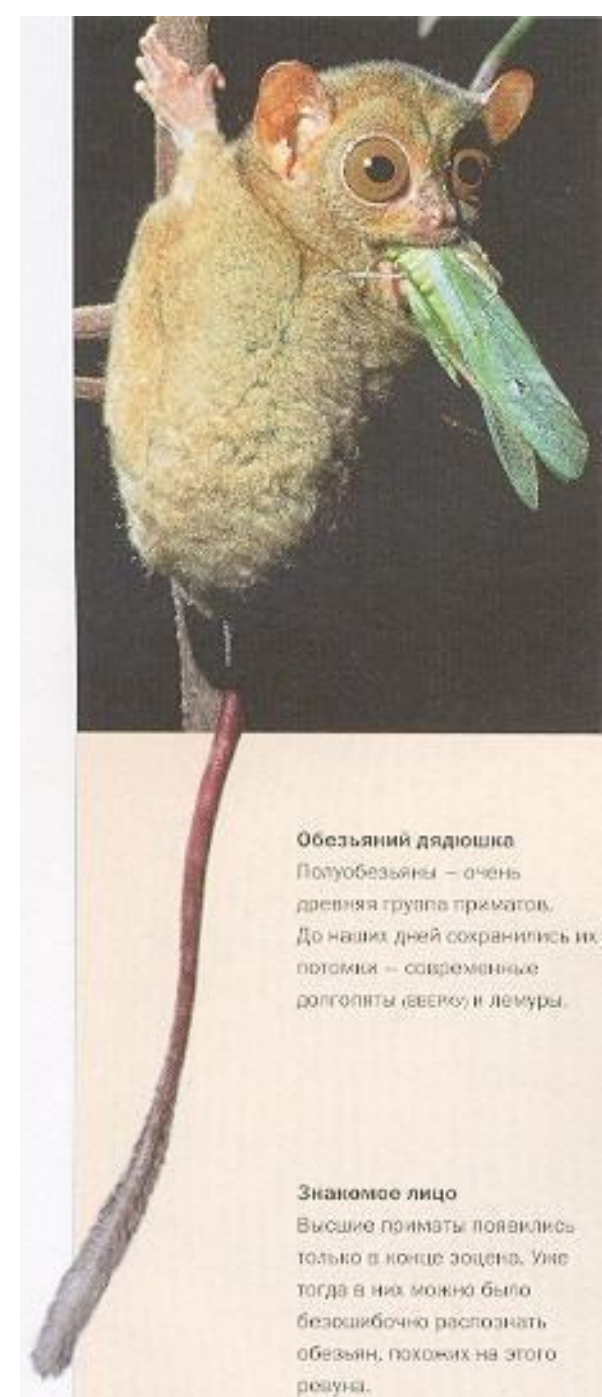 Обезьяний дядюшка
Полуобезьяны – очень
древняя группа приматов.
До наших дней сохранились их
потомки – современные
долгопяты (ВВЕРХУ) и лемуры.
Знакомое лицо
Высшие приматы появились
только в конце эоцена. Уже
тогда в них можно было
безошибочно распознать
обезьян, похожих на этого
ревуна.